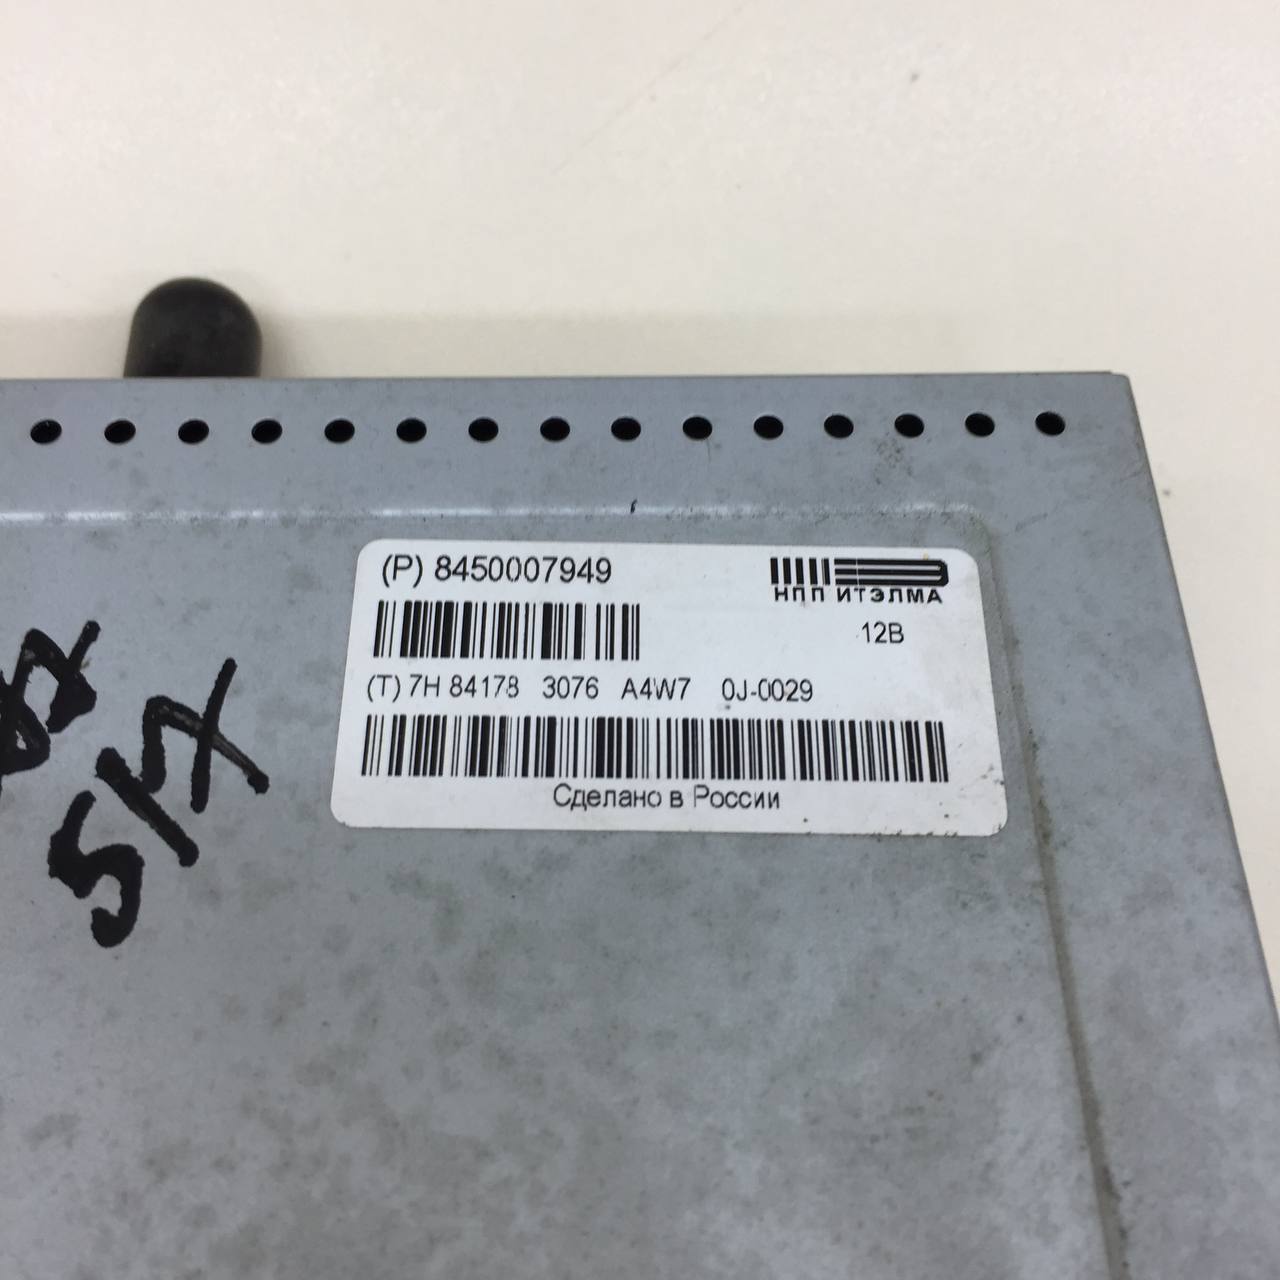 (P) 8450007949
НПП ИТЭЛМА
12В
(T) 7H 84178 3076 A4W7 0J-0029
Сделано в России